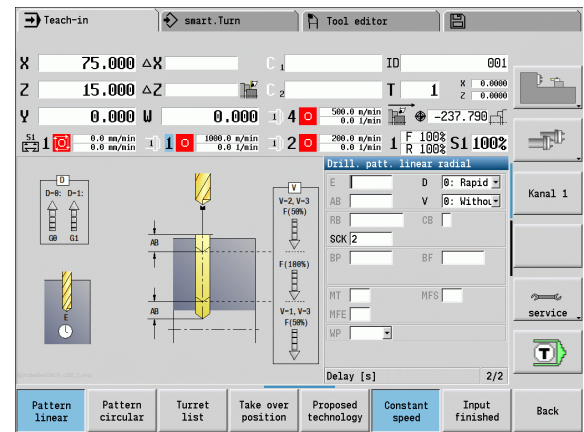 Teach-in
smart.Turn
Tool editor
X 75.000 ΔX C 1 ID 001
Z 15.000 ΔZ C 2 T 1 X 0.0000
Z 0.0000
Y 0.000 W 0.000 4 0 500.0 m/min
0.0 1/min
-237.790
S1 1 0 0.0 mm/min
0.0 mm/min
1 0 1000.0 m/min
0.0 1/min
2 0 200.0 m/min
0.0 1/min
1 F 100%
R 100%
S1 100%
Drill. patt. linear radial
E D 0: Rapid
AB V 0: Withou
RB CB
SCK 2
BP BF
MT MFS
MFE
WP
Delay [s] 2/2
D
D=0: D=1:
G0 G1
E
AB
AB
V
V=2,V=3
F(50%)
F(100%)
V=1,V=3
F(50%)
Kanal 1
service
T
Pattern linear
Pattern circular
Turret list
Take over position
Proposed technology
Constant speed
Input finished
Back